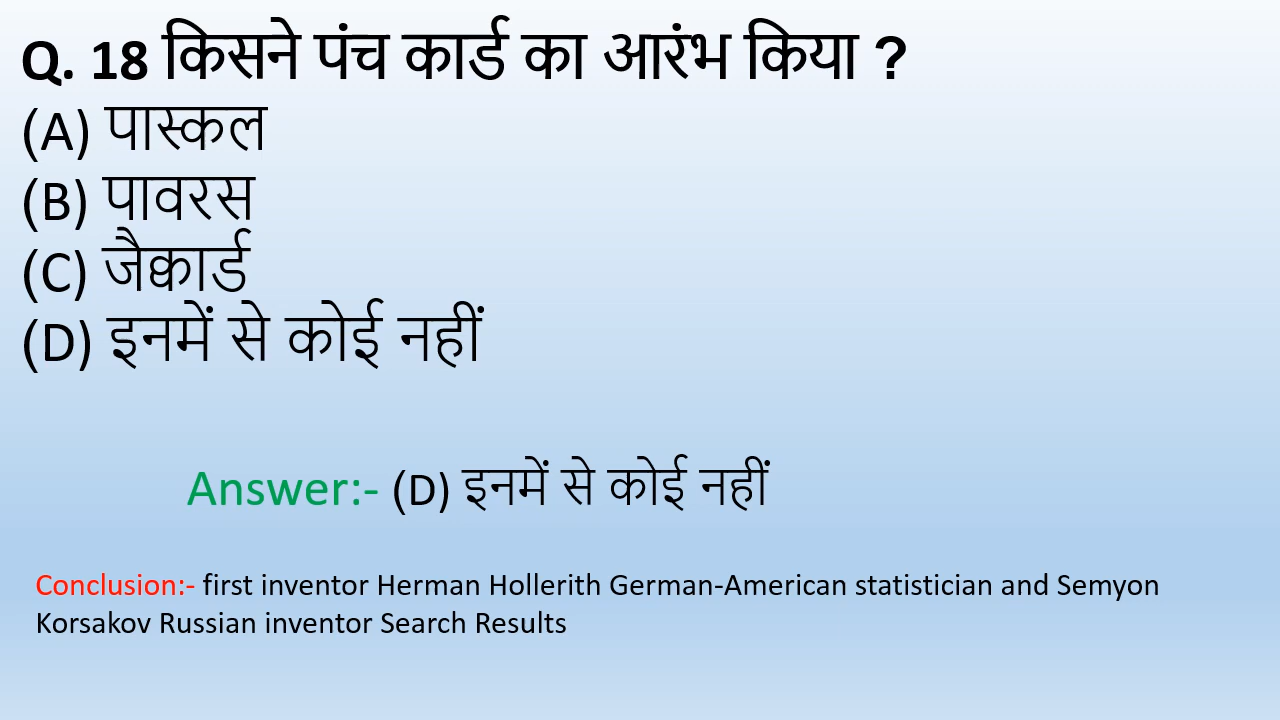 Q. 18 किसने पंच कार्ड का आरंभ किया ?
(A) पास्कल
(B) पावरस
(C) जैक्कार्ड
(D) इनमें से कोई नहीं
Answer:- (D) इनमें से कोई नहीं
Conclusion:- first inventor Herman Hollerith German-American statistician and Semyon
Korsakov Russian inventor Search Results